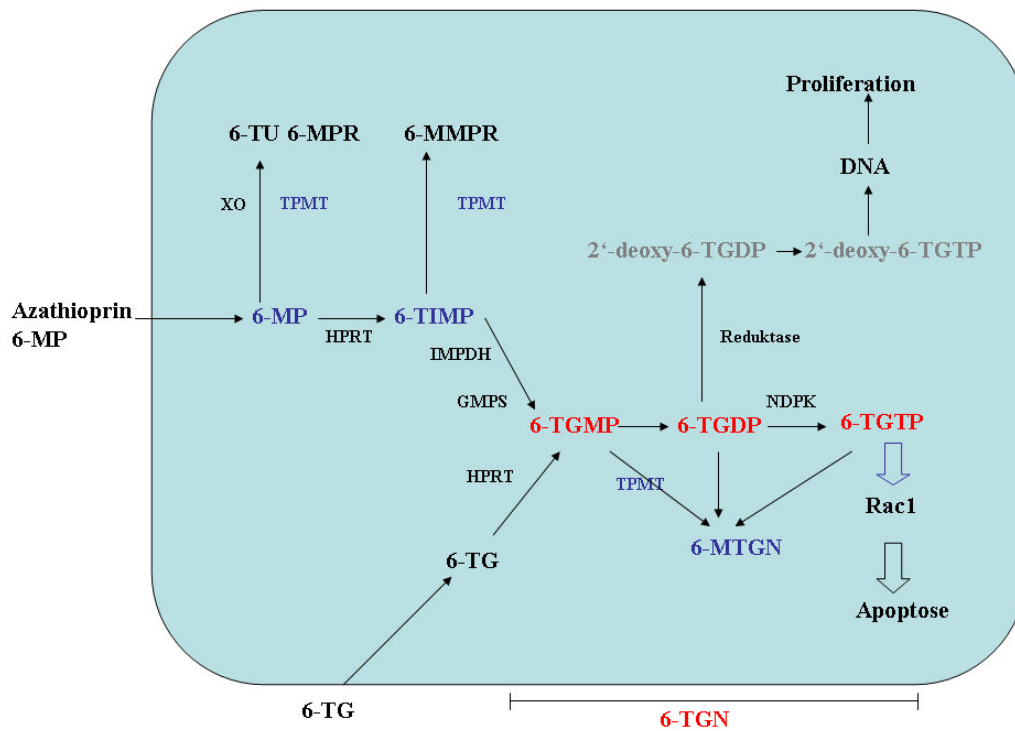 Proliferation
6-TU 6-MPR
6-MMPR
DNA
XO
TPMT
TPMT
2‘-deoxy-6-TGDP
2‘-deoxy-6-TGTP
Azathioprin
6-MP
6-MP
HPRT
6-TIMP
Reduktase
IMPDH
GMPS
NDPK
6-TGMP
6-TGDP
6-TGTP
HPRT
TPMT
Rac1
6-MTGN
6-TG
Apoptose
6-TG
6-TGN